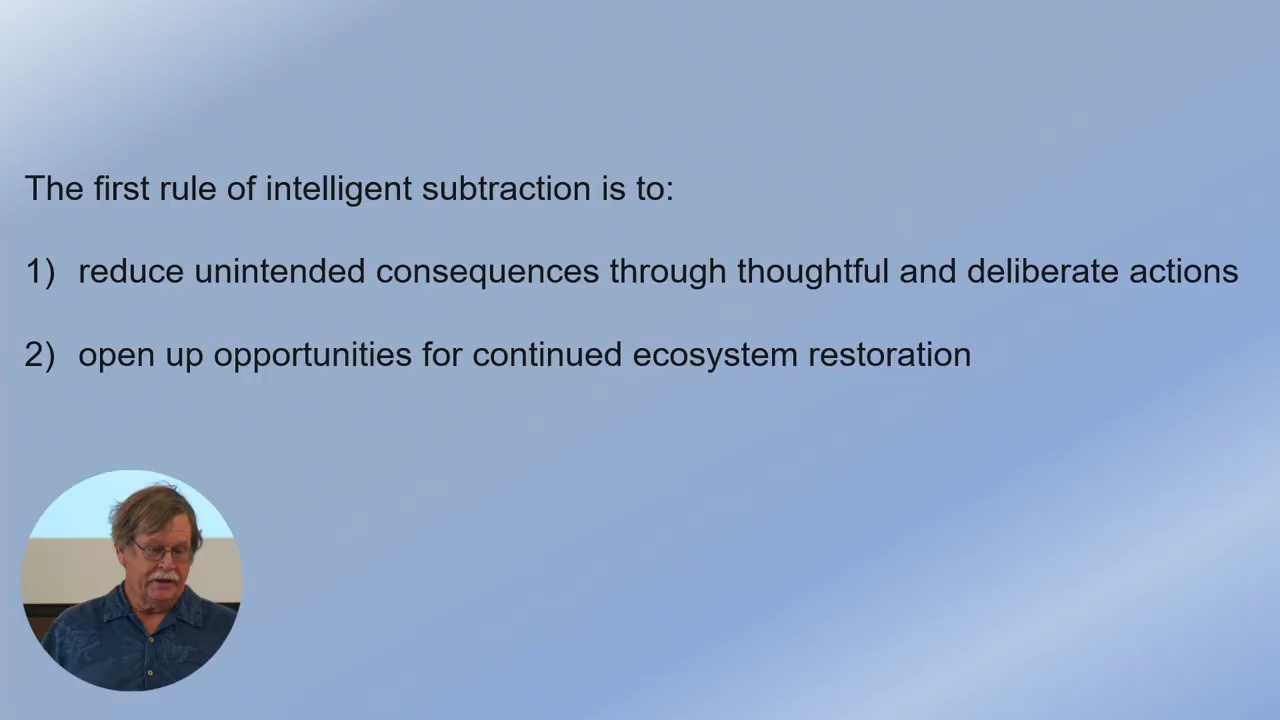 The first rule of intelligent subtraction is to:
1) reduce unintended consequences through thoughtful and deliberate actions
2) open up opportunities for continued ecosystem restoration